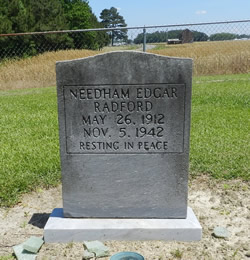 NEEDHAM EDGAR
RADFORD
MAY 26, 1912
NOV. 5, 1942
RESTING IN PEACE